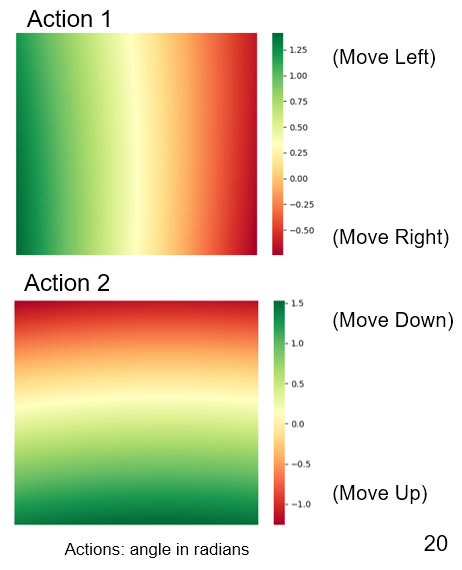 Action 1
1.25
1.00
0.75
0.50
0.25
0.00
−0.25
−0.50
(Move Left)
(Move Right)
Action 2
1.5
1.0
0.5
0.0
−0.5
−1.0
(Move Down)
(Move Up)
Actions: angle in radians
20